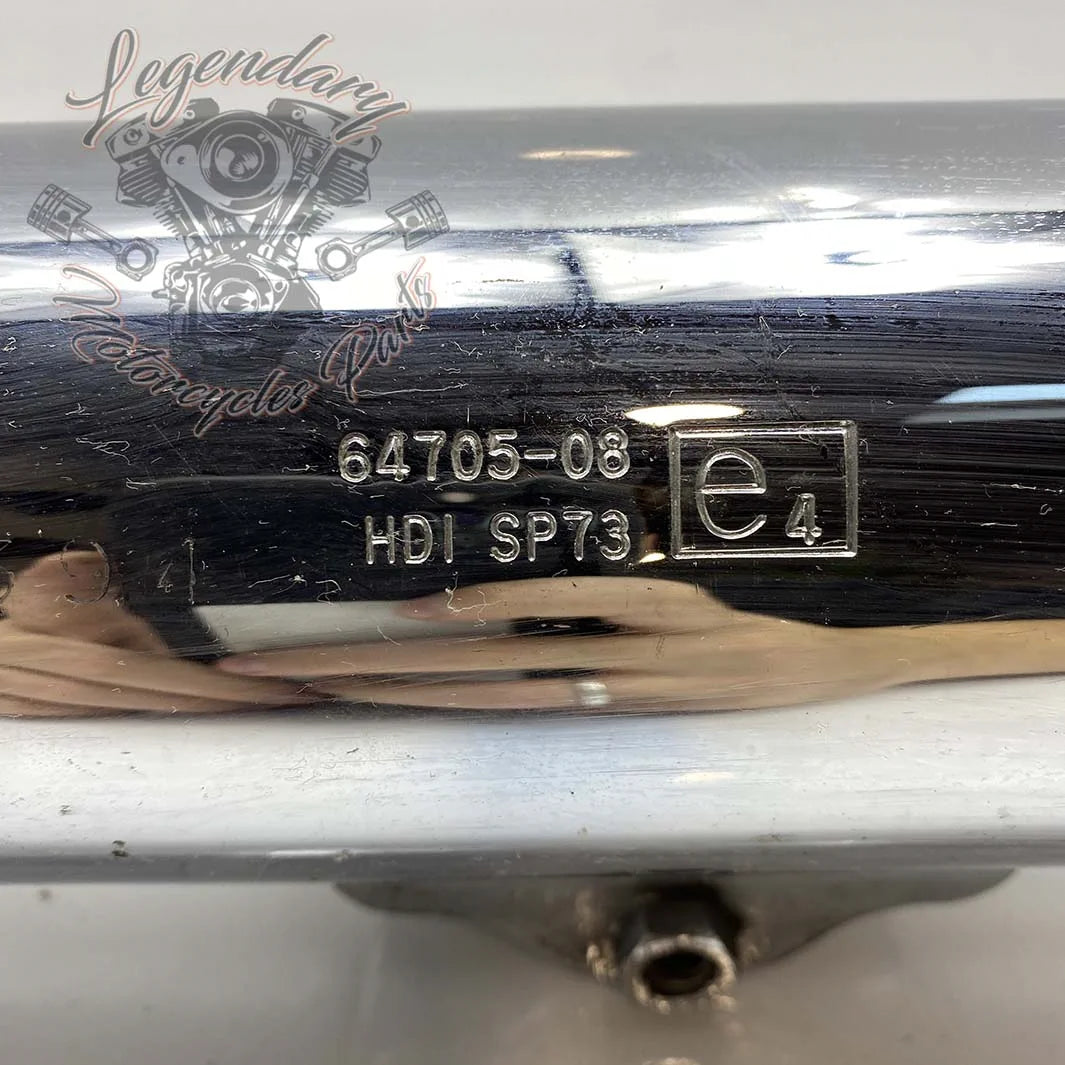 Legendary
Motorcycles Parts
64705-08
HDI SP73
e4